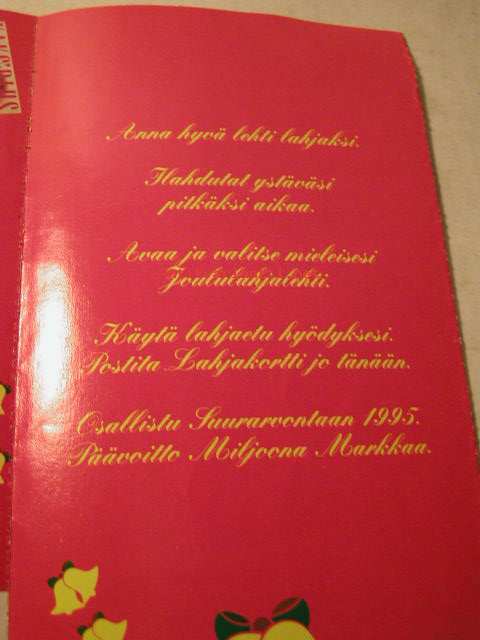 Anna hyvä lehti lahjaksi.
Ilahdutat ystäväsi
pitkäksi aikaa.
Avaa ja valitse mieleisesi
Joululahjalehti.
Käytä lahjaetu hyödyksesi.
Postita Lahjakortti jo tänään.
Osallistu Suurarvontaan 1995.
Päävoitto Miljoona Markkaa.